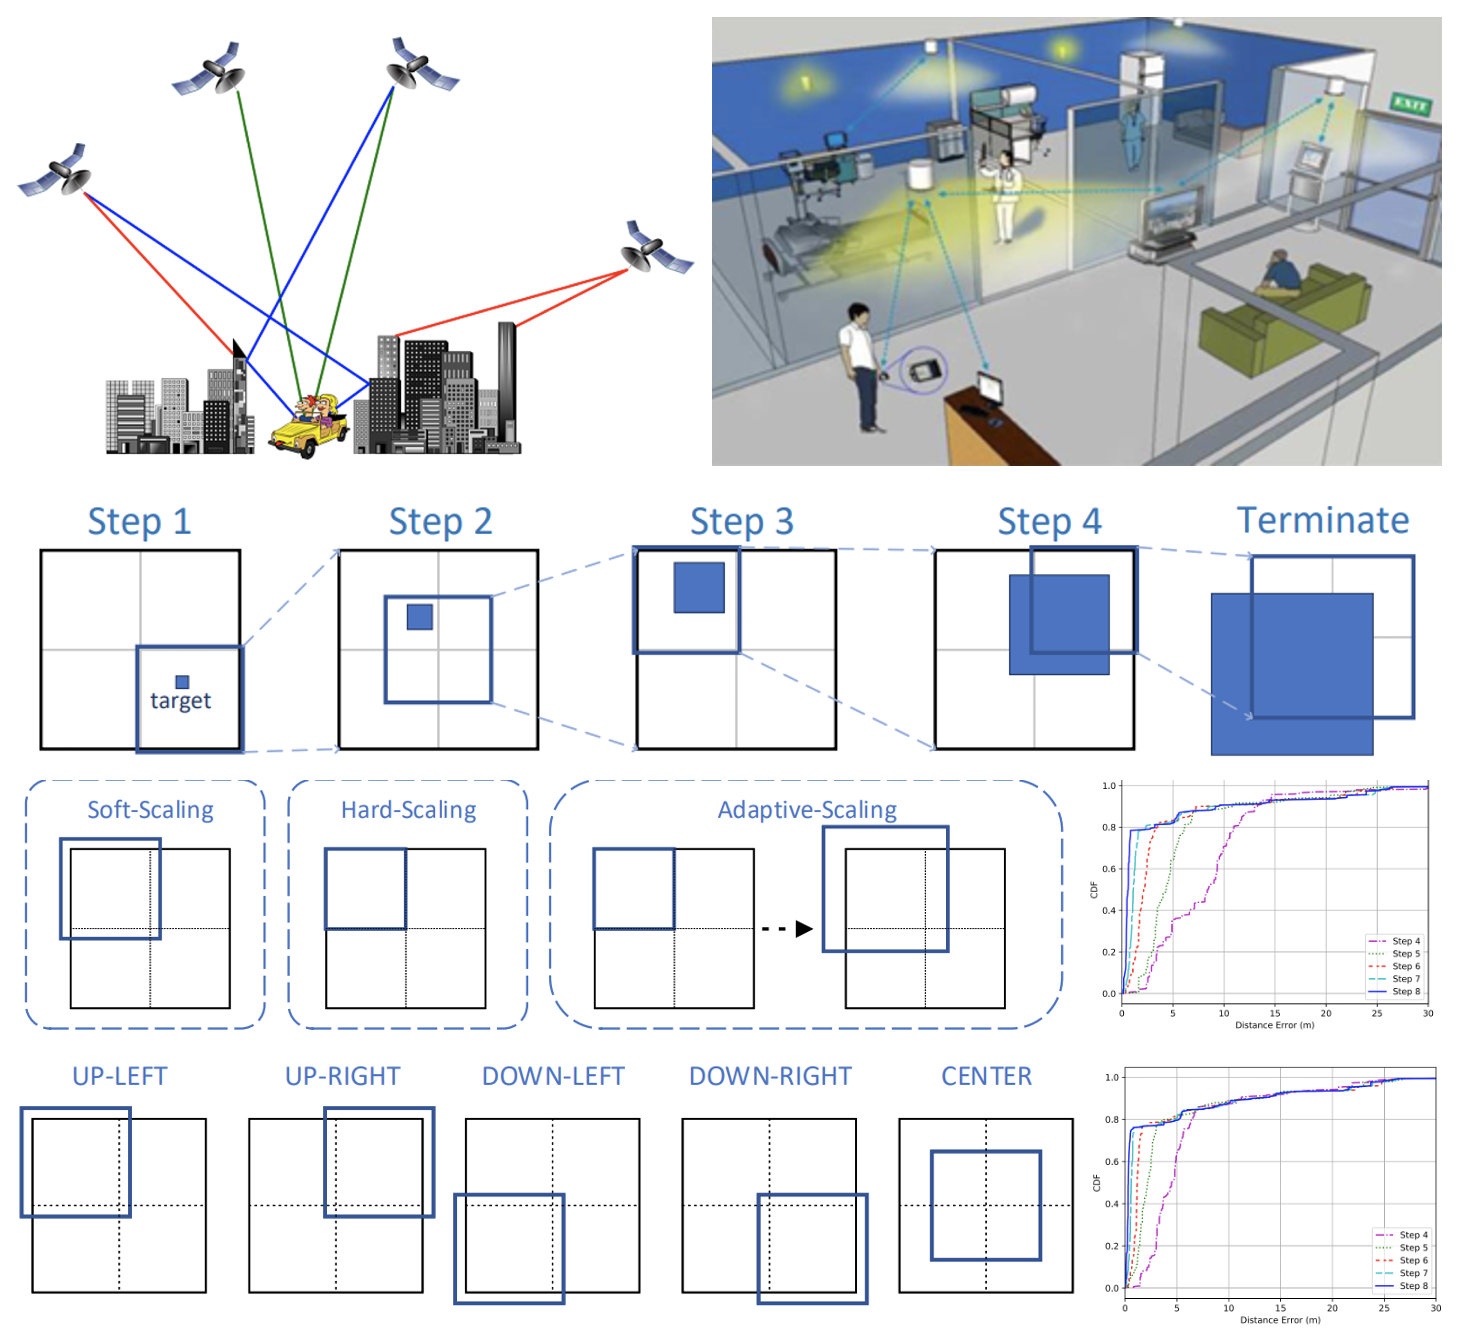 EXIT
Step 1
Step 2
Step 3
Step 4
Terminate
target
Soft-Scaling
Hard-Scaling
Adaptive-Scaling
1.0
0.8
0.6
0.4
0.2
0.0
CDF
Step 4
Step 5
Step 6
Step 7
Step 8
0 5 10 15 20 25 30
Distance Error (m)
UP-LEFT
UP-RIGHT
DOWN-LEFT
DOWN-RIGHT
CENTER
1.0
0.8
0.6
0.4
0.2
0.0
CDF
Step 4
Step 5
Step 6
Step 7
Step 8
0 5 10 15 20 25 30
Distance Error (m)